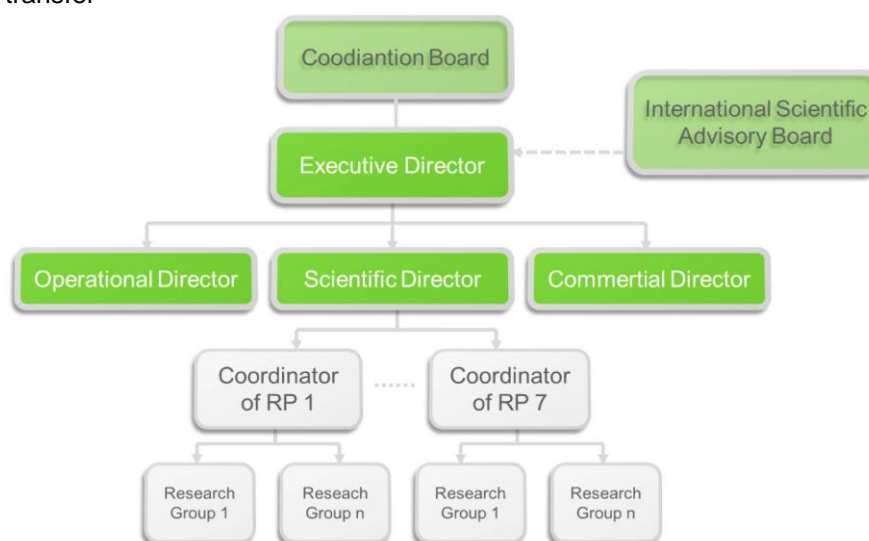 transfer
Coodiantion Board
International Scientific
Advisory Board
Executive Director
Operational Director
Scientific Director
Commertial Director
Coordinator
of RP 1
......
Coordinator
of RP 7
Research
Group 1
Reseach
Group n
Research
Group 1
Research
Group n